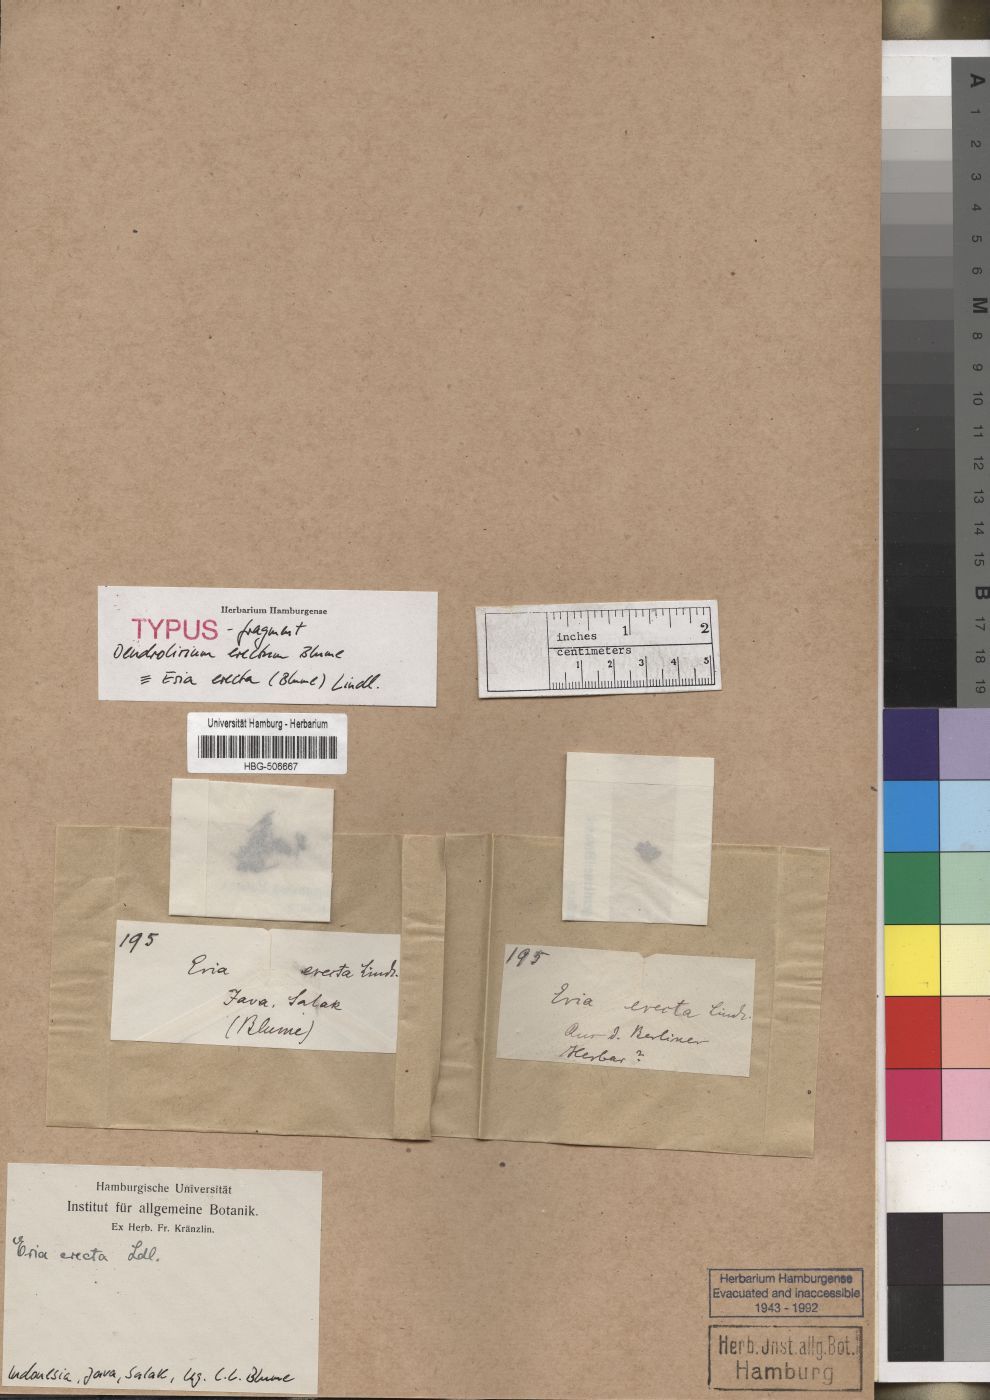 Herbarium Hamburgense
TYPUS - fragment
Dendrolirium erectum Blume
≡ Eria erecta (Blume) Lindl.
inches 1 2
centimeters
1 2 3 4 5
Universität Hamburg - Herbarium
HBG-506667
195
Eria erecta Lindl.
Java. Salak
(Blume)
195
Eria erecta Lindl.
Aus d. Berliner
Herbar?
Hamburgische Universität
Institut für allgemeine Botanik.
Ex Herb. Fr. Kränzlin.
Eria erecta Ldl.
Indonesia, Java, Salak, leg. C.L. Blume
Herbarium Hamburgense
Evacuated and inaccessible
1943 - 1992
Herb. Inst. allg. Bot.
Hamburg
A
1
2
3
4
5
6
M
8
9
10
11
12
13
14
15
B
17
18
19